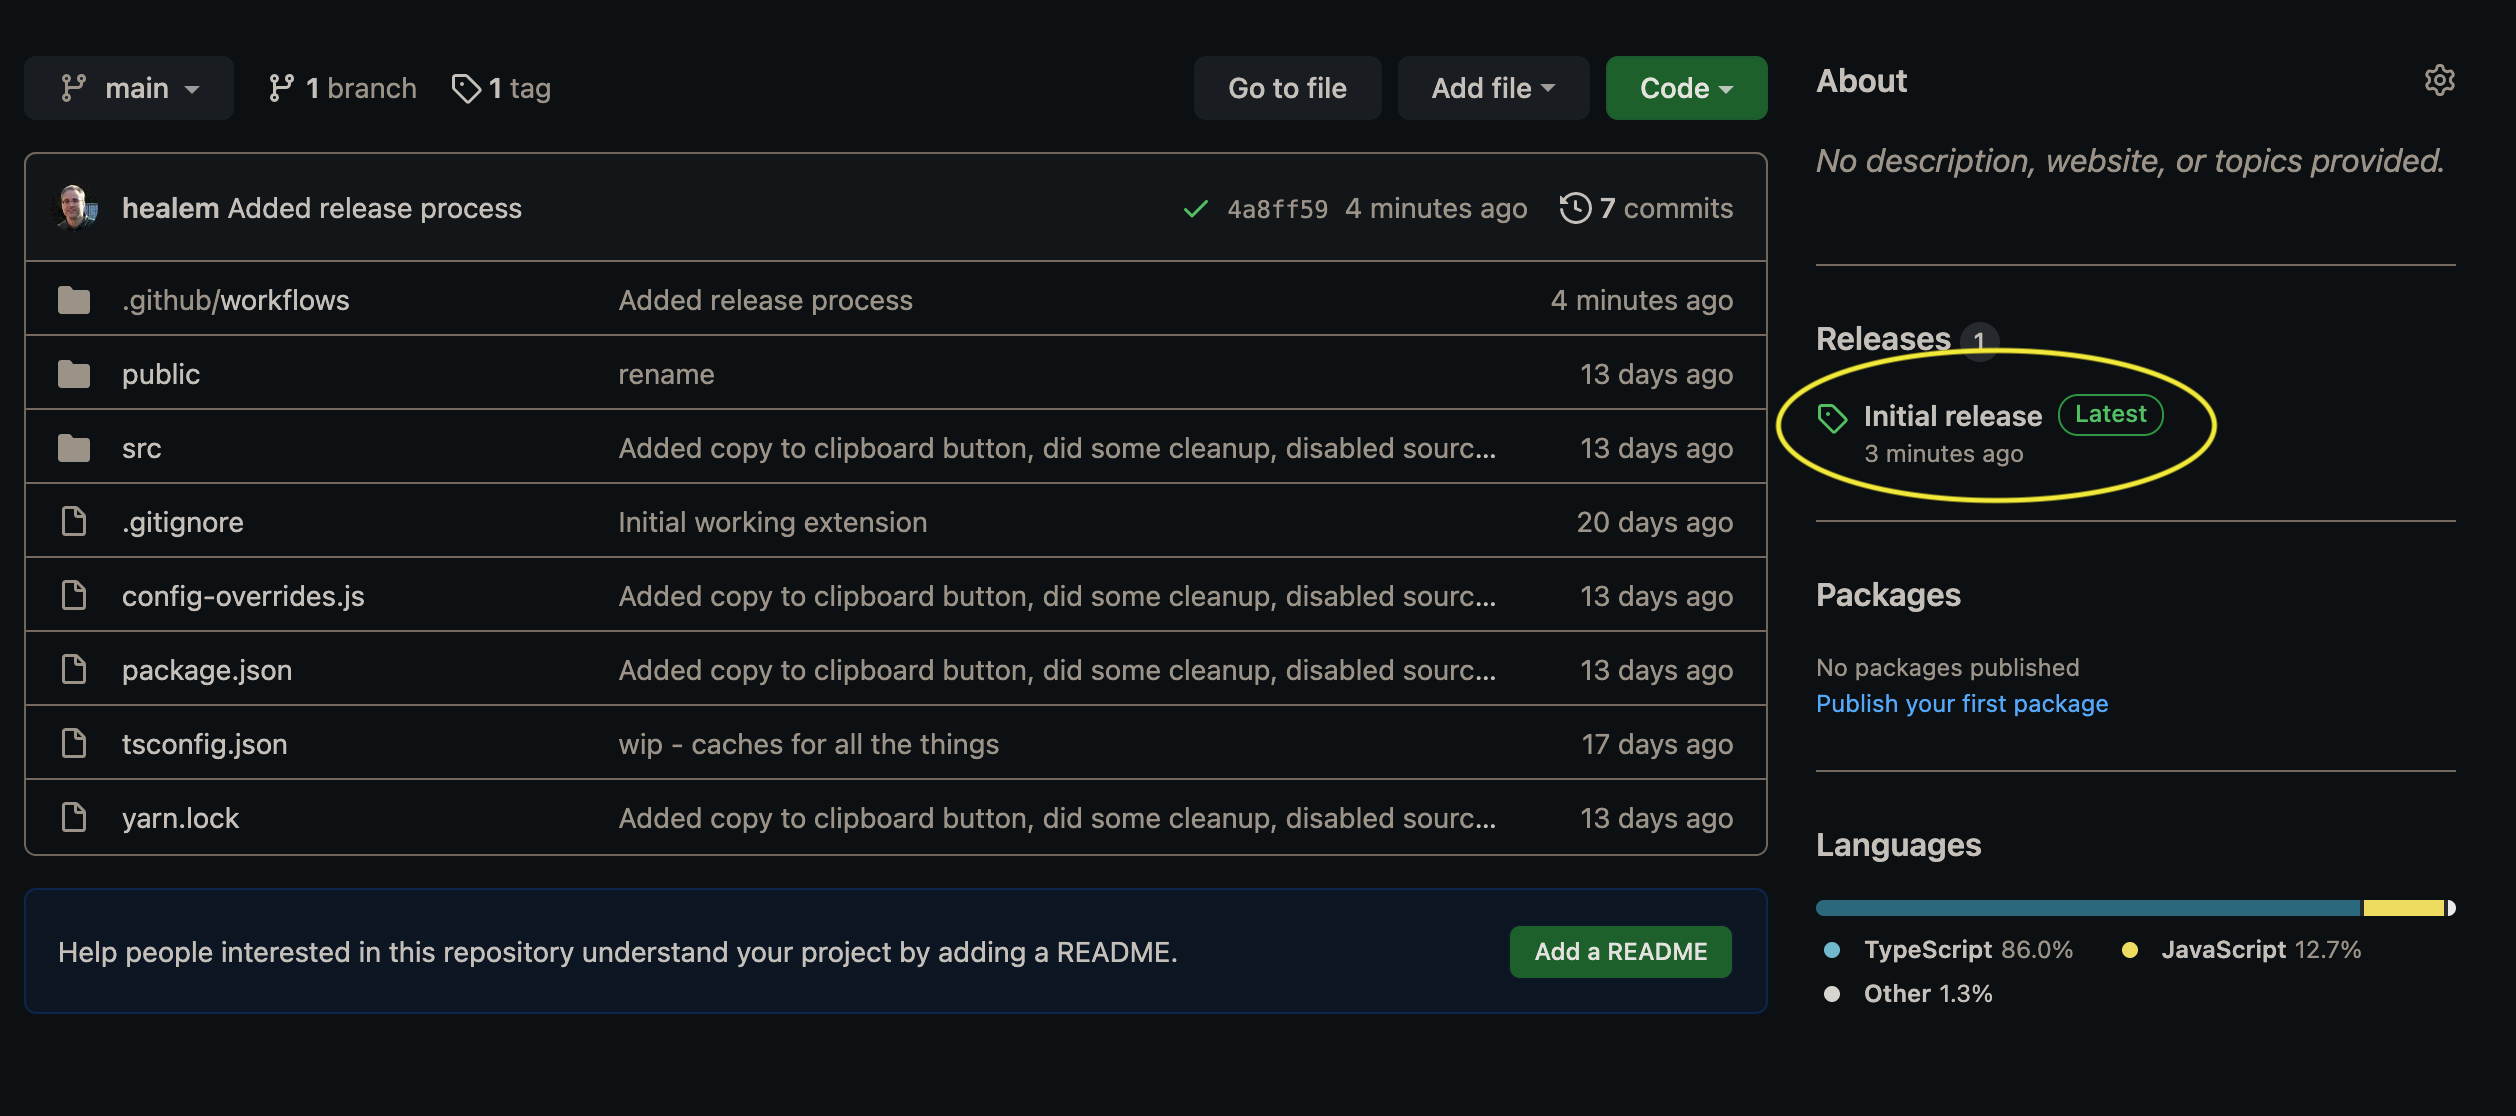 main
1 branch
1 tag
Go to file
Add file
Code
healem Added release process
4a8ff59 4 minutes ago
7 commits
.github/workflows Added release process 4 minutes ago
public rename 13 days ago
src Added copy to clipboard button, did some cleanup, disabled sourc... 13 days ago
.gitignore Initial working extension 20 days ago
config-overrides.js Added copy to clipboard button, did some cleanup, disabled sourc... 13 days ago
package.json Added copy to clipboard button, did some cleanup, disabled sourc... 13 days ago
tsconfig.json wip - caches for all the things 17 days ago
yarn.lock Added copy to clipboard button, did some cleanup, disabled sourc... 13 days ago
Help people interested in this repository understand your project by adding a README.
Add a README
About
No description, website, or topics provided.
Releases 1
Initial release Latest
3 minutes ago
Packages
No packages published
Publish your first package
Languages
TypeScript 86.0% JavaScript 12.7%
Other 1.3%